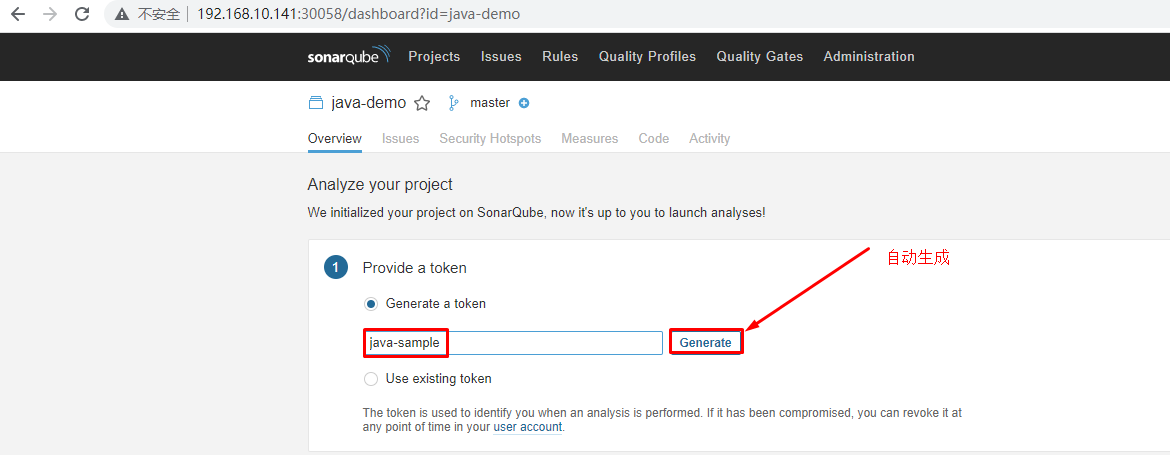 不安全 192.168.10.141:30058/dashboard?id=java-demo
sonarqube Projects Issues Rules Quality Profiles Quality Gates Administration
java-demo master
Overview Issues Security Hotspots Measures Code Activity
Analyze your project
We initialized your project on SonarQube, now it's up to you to launch analyses!
自动生成
1 Provide a token
Generate a token
java-sample Generate
Use existing token
The token is used to identify you when an analysis is performed. If it has been compromised, you can revoke it at
any point of time in your user account.